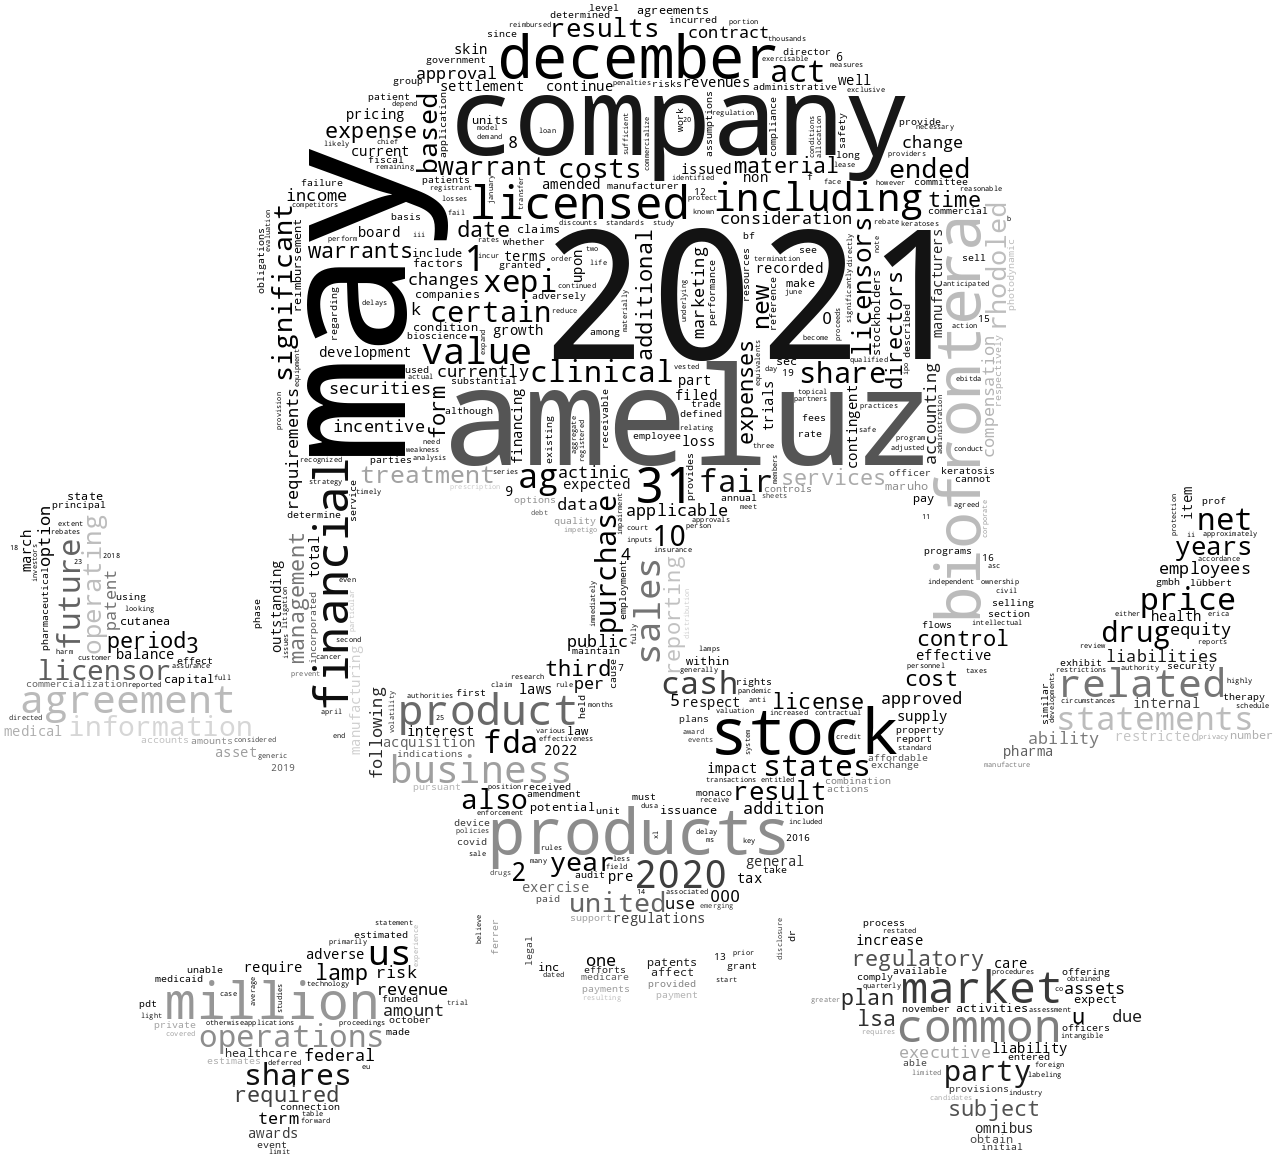 level agreements
reimbursed determined incurred portion
since results contract thousands
skin december director 6
government exercisable measures
approval act well
group settlement continue penalties risks revenues administrative exclusive
patient depend based company
pricing application units model demand 8 loan sufficient commercialize work 20 assumptions regulation compliance conditions allocation safety provide necessary
likely chief expense change
current fiscal remaining warrant costs issued material long lease providers ended
failure patients registrant amended manufacturer identified non f face however committee
income competitors losses january transfer 12 protect including reasonable
may licensed time commercial
basis fail discounts standards study known consideration rebate keratoses b
board iii date claims
evaluation obligations reimbursement significant perform rates whether additional bf see directly note licensors manufacturers biofrontera rhodoled photodynamic
warrants include 1 incur terms order two upon 2021 termination sell
factors granted life recorded anticipated
changes xepi continued resources
companies adversely reduce materially underlying marketing performance new reference make june significantly stockholders directors described action 15
regarding delays k certain proceeds 0
condition growth among become ipo
bioscience expand
development value vested equivalents sec qualified compensation respectively
equipment used actual currently clinical day 19 share ebitda
securities substantial part
provision form although ameluz filed expenses trials topical partners practices accounting administration
incentive financing existing aggregate registered receivable employee trade defined fees contingent safe
requirements need weakness analysis relating loss three rate program adjusted conduct
recognized parties
strategy treatment series ag actinic 31 provides fair members services officer keratosis
timely prescription expected annual sheets controls maruho cannot
financial service 9 options data impairment applicable meet pay agreed corporate
determine debt quality approvals 11
state impetigo purchase court 10 person
principal inputs
18 march investors pharmaceutical option extent rebates future 23 operating patent 2018
item prof net
protection ii approximately
years accordance
phase outstanding issues litigation management incorporated total even particular 4 insurance programs 16 asc employees
using immediately employment sales reporting distribution independent ownership civil gmbh lübbert
looking selling price
cutanea section health
flows intellectual either erica
period 3 second public fully lamps control drug equity
harm balance cancer maintain generally within effective review reports
customer assurance effect liabilities
licensor prevent manufacturing third cause 7 cash rights personnel taxes exhibit authority security
capital full research pandemic cost restrictions
commercialization reported claim laws rule per anti related highly
agreement following volatility authorities first held months 5 respect license approved similar developments circumstances internal therapy
april product 25 plans valuation increased contractual supply statements schedule
directed information interest various law award stock property restricted privacy number
medical accounts amounts considered end acquisition fda effectiveness events system credit report ability
asset generic indications 2022 standard pharma
2019 business impact states affordable exchange manufacture
pursuant transactions entitled combination
position received monaco result actions
also amendment must receive
enforcement potential unit dusa issuance addition
device products included
policies xl delay
covid ms key 2016
sale rules
many year less general
drugs 2 field 2020 take
audit pre tax
exercise 14 associated 000
paid united use emerging
support regulations
statement believe ferrer disclosure dr process
estimated experience legal prior restated
primarily us 13 increase
adverse one patents regulatory
unable require inc efforts affect grant available care
medicaid lamp risk dated medicare provided start comply procedures offering
technology payments quarterly obtained
case average studies revenue resulting payment market co assets
pdt million funded greater plan expect
light amount trial november activities assessment
private otherwise applications proceedings october lsa u due
covered operations made requires common officers
intangible
healthcare executive liability
estimates deferred federal able entered
eu limited foreign
shares party labeling
required provisions industry
connection candidates
term table subject
forward
awards omnibus
event obtain
limit initial